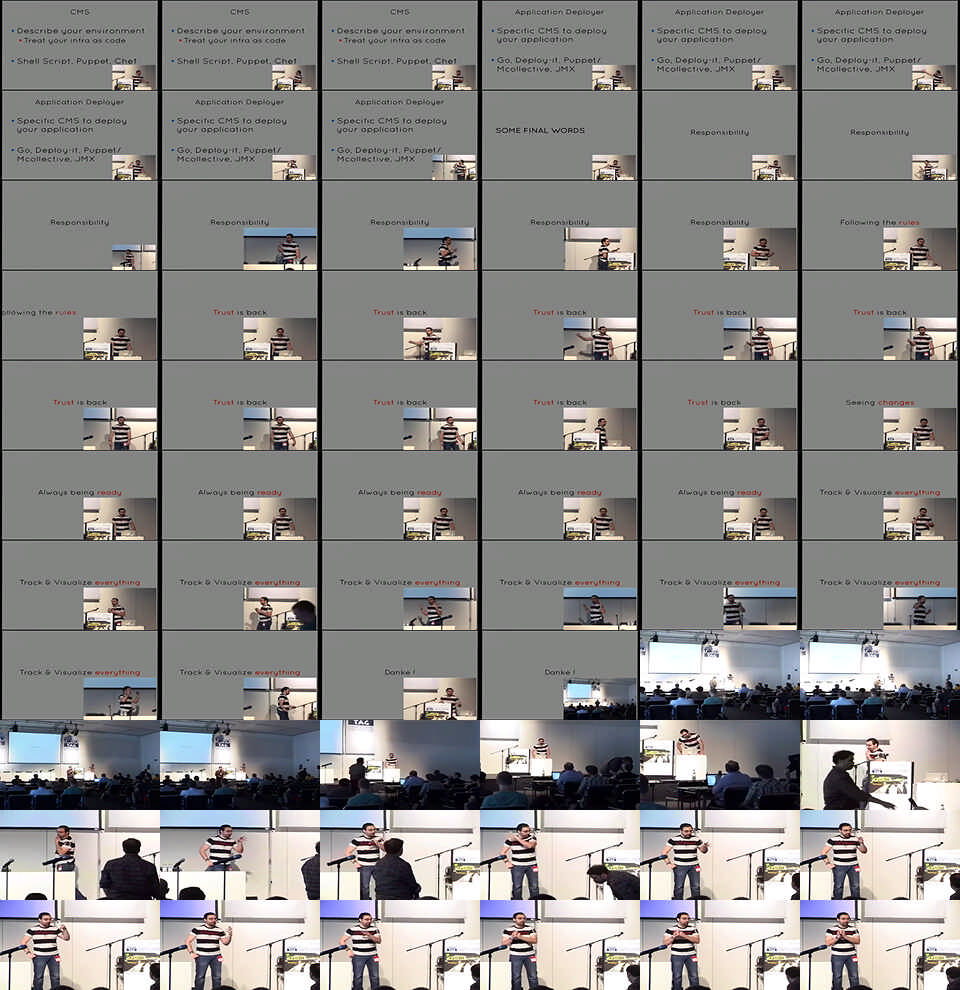 CMS
• Describe your environment
• Treat your infra as code
• Shell Script, Puppet, Chef
CMS
• Describe your environment
• Treat your infra as code
• Shell Script, Puppet, Chef
CMS
• Describe your environment
• Treat your infra as code
• Shell Script, Puppet, Chef
Application Deployer
• Specific CMS to deploy
your application
• Go, Deploy-it, Puppet/
Mcollective, JMX
Application Deployer
• Specific CMS to deploy
your application
• Go, Deploy-it, Puppet/
Mcollective, JMX
Application Deployer
• Specific CMS to deploy
your application
• Go, Deploy-it, Puppet/
Mcollective, JMX
Application Deployer
• Specific CMS to deploy
your application
• Go, Deploy-it, Puppet/
Mcollective, JMX
Application Deployer
• Specific CMS to deploy
your application
• Go, Deploy-it, Puppet/
Mcollective, JMX
Application Deployer
• Specific CMS to deploy
your application
• Go, Deploy-it, Puppet/
Mcollective, JMX
SOME FINAL WORDS
Responsibility
Responsibility
Responsibility
Responsibility
Responsibility
Responsibility
Responsibility
Following the rules
ollowing the rules
Trust is back
Trust is back
Trust is back
Trust is back
Trust is back
Trust is back
Trust is back
Trust is back
Trust is back
Trust is back
Seeing changes
Always being ready
Always being ready
Always being ready
Always being ready
Always being ready
Track & Visualize everything
Track & Visualize everything
Track & Visualize everything
Track & Visualize everything
Track & Visualize everything
Track & Visualize everything
Track & Visualize everything
Track & Visualize everything
Track & Visualize everything
Danke !
Danke !
TAG